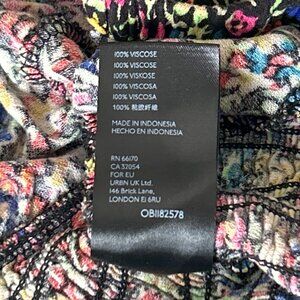 100% VISCOSE
100% VISCOSE
100% VISKOSE
100% VISCOSA
100% VISCOSA
100% 粘胶纤维
MADE IN INDONESIA
HECHO EN INDONESIA
RN 66170
CA 32054
FOR EU
URBN UK Ltd.
146 Brick Lane,
LONDON E1 6RU
OB1182578